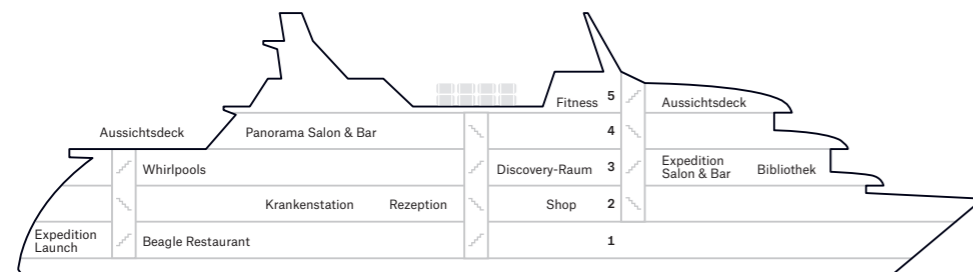 Fitness 5 Aussichtsdeck
Aussichtsdeck Panorama Salon & Bar 4
Whirlpools Discovery-Raum 3 Expedition
Salon & Bar Bibliothek
Krankenstation Rezeption Shop 2
Expedition
Launch Beagle Restaurant 1